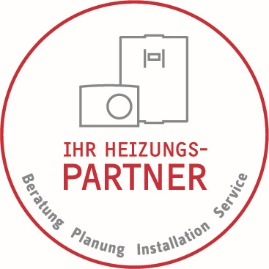 IHR HEIZUNGS-
PARTNER
Beratung Planung Installation Service